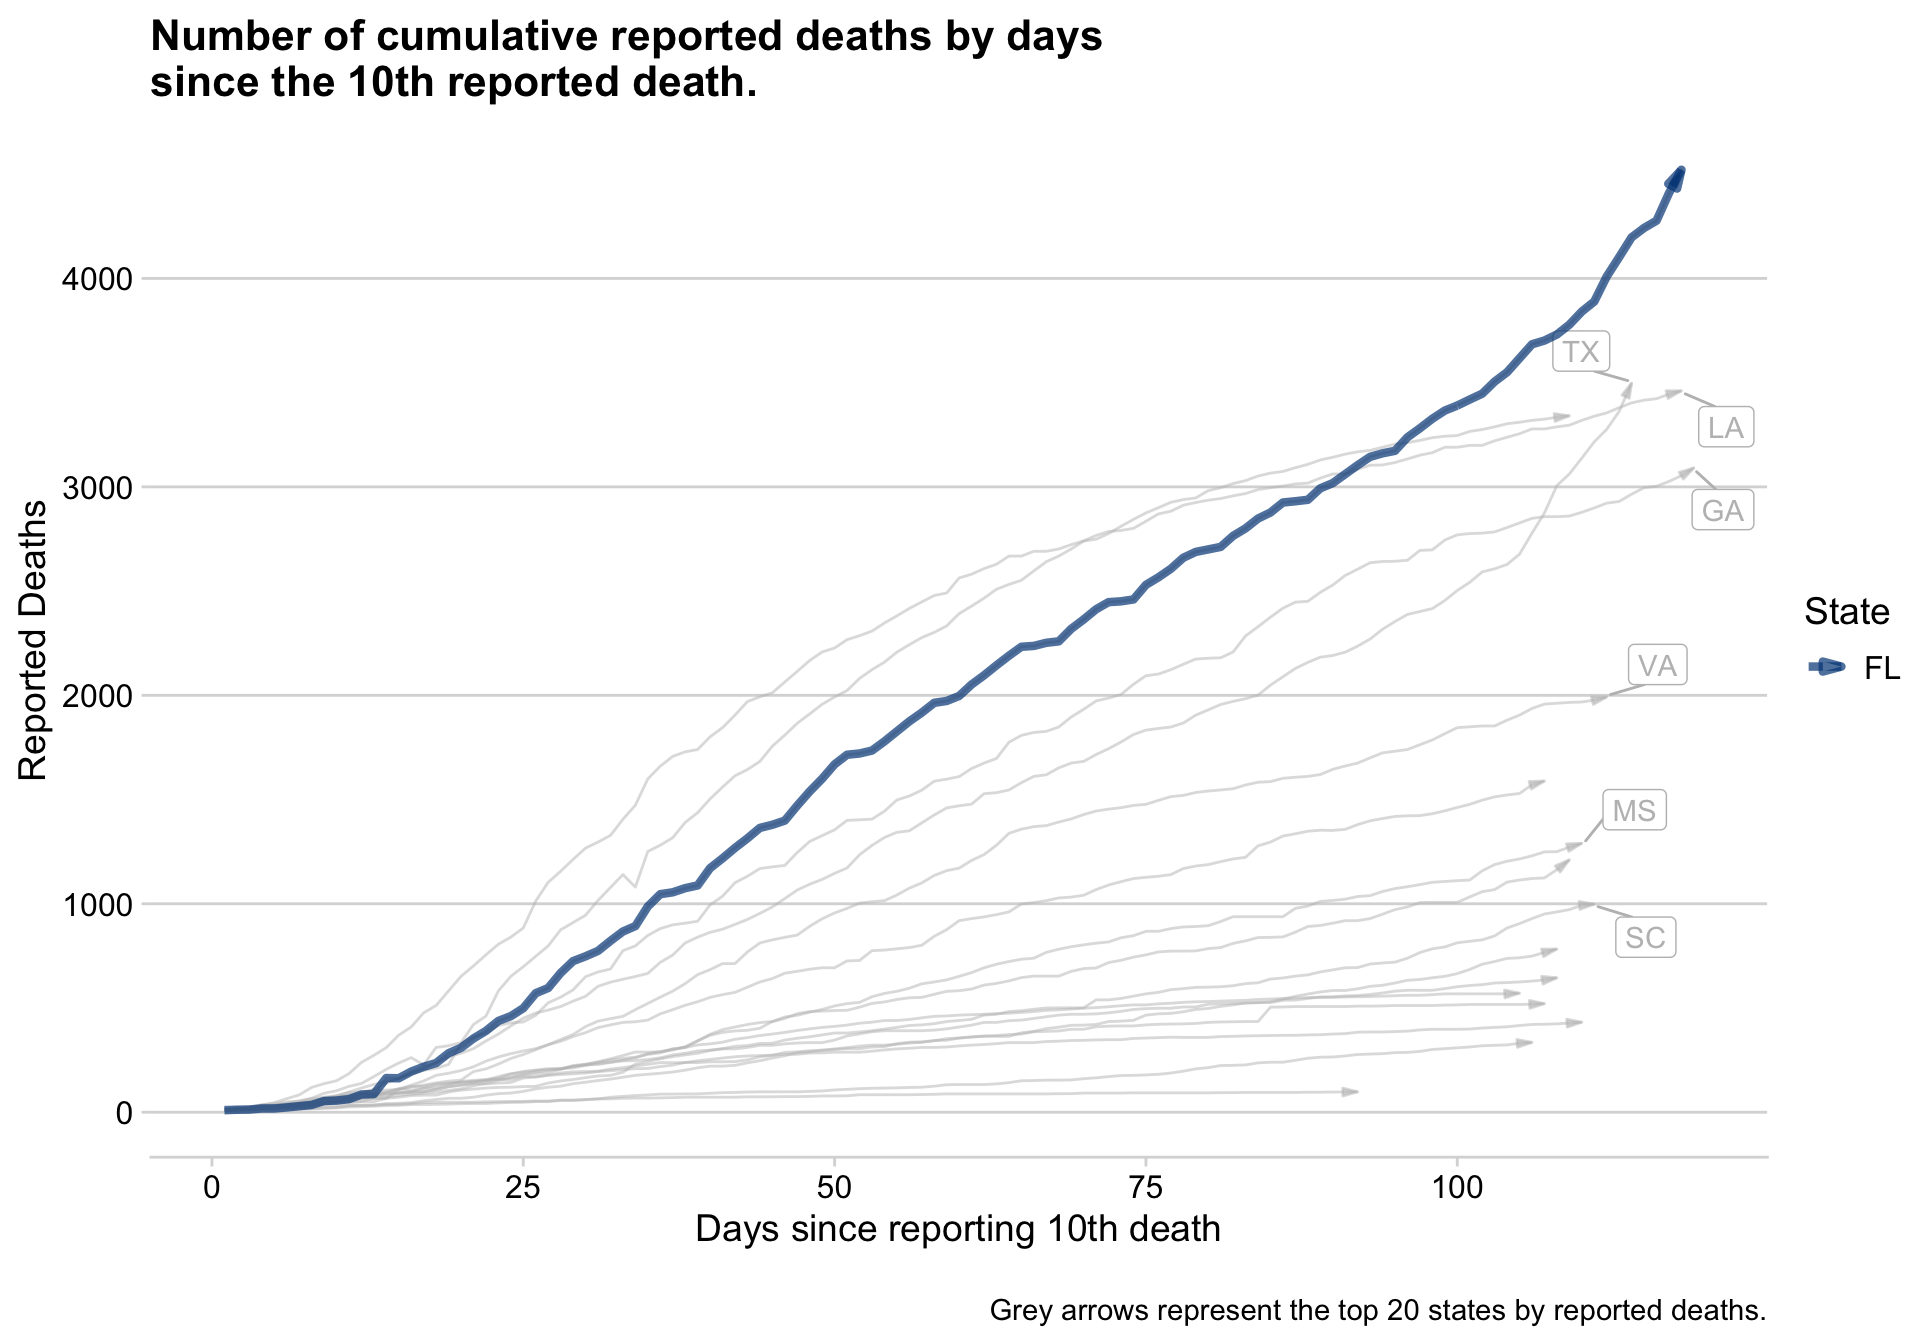 Number of cumulative reported deaths by days
since the 10th reported death.
4000
3000
2000
1000
0
Reported Deaths
TX
LA
GA
VA
MS
SC
State
FL
0 25 50 75 100
Days since reporting 10th death
Grey arrows represent the top 20 states by reported deaths.